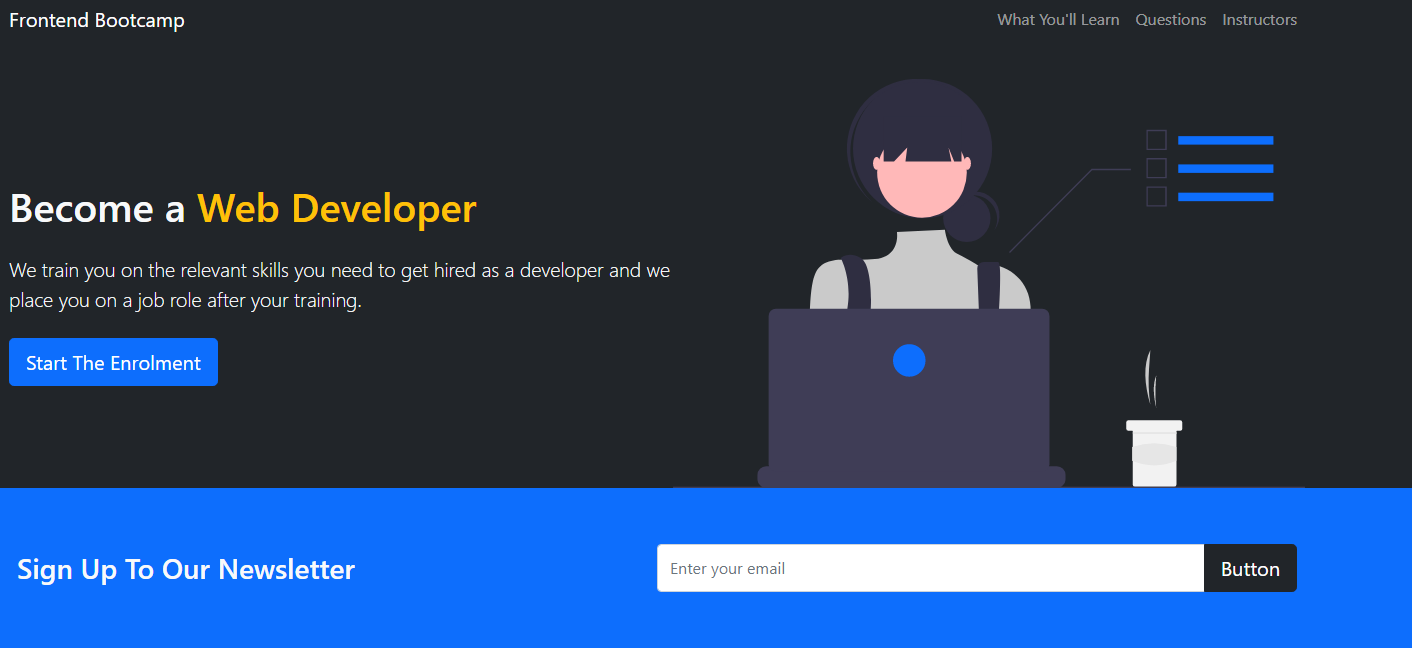 Frontend Bootcamp
What You'll Learn Questions Instructors
Become a Web Developer
We train you on the relevant skills you need to get hired as a developer and we
place you on a job role after your training.
Start The Enrolment
Sign Up To Our Newsletter
Enter your email
Button